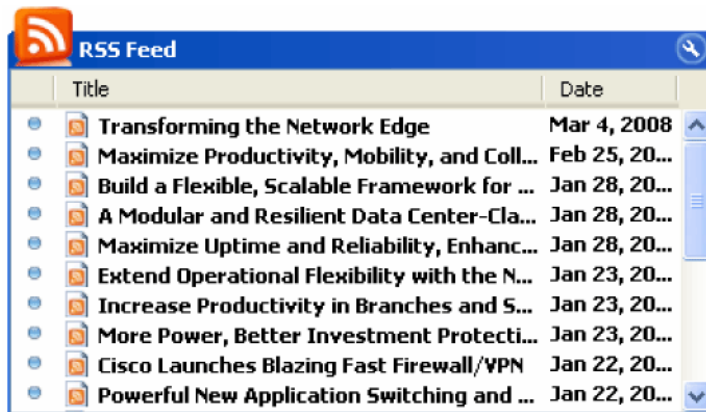 RSS Feed
Title Date
Transforming the Network Edge Mar 4, 2008
Maximize Productivity, Mobility, and Coll... Feb 25, 20...
Build a Flexible, Scalable Framework for ... Jan 28, 20...
A Modular and Resilient Data Center-Cla... Jan 28, 20...
Maximize Uptime and Reliability, Enhanc... Jan 28, 20...
Extend Operational Flexibility with the N... Jan 23, 20...
Increase Productivity in Branches and S... Jan 23, 20...
More Power, Better Investment Protecti... Jan 23, 20...
Cisco Launches Blazing Fast Firewall/VPN Jan 22, 20...
Powerful New Application Switching and ... Jan 22, 20...